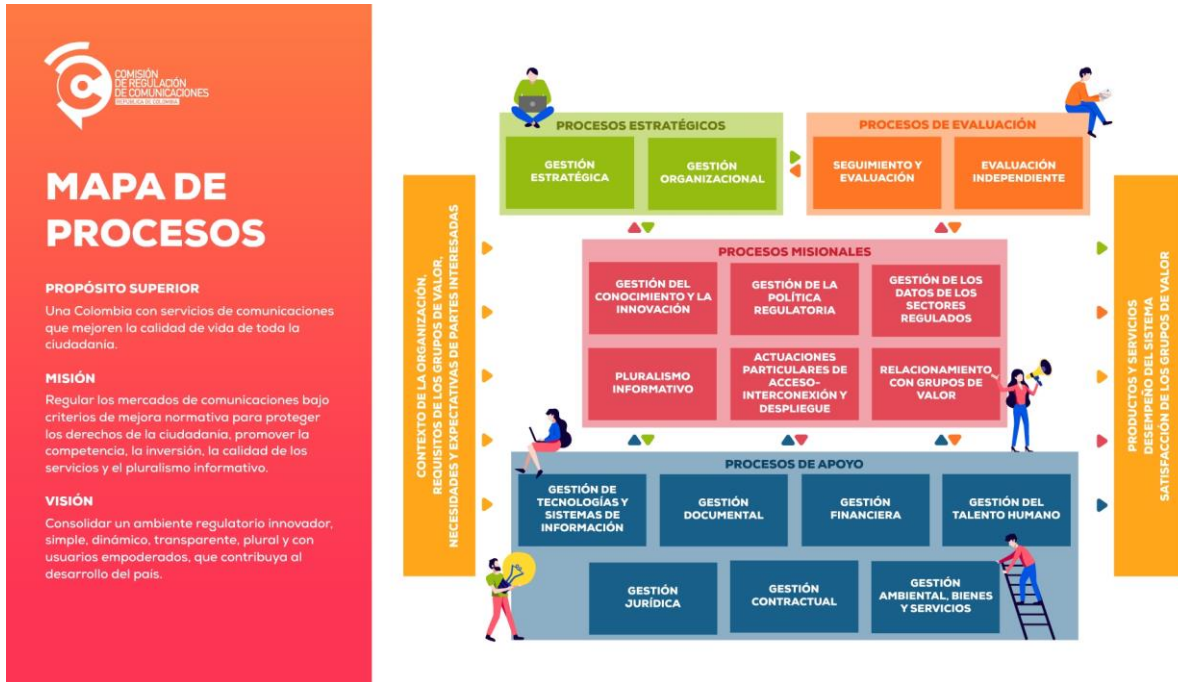 COMISIÓN
DE REGULACIÓN
DE COMUNICACIONES
REPÚBLICA DE COLOMBIA
MAPA DE
PROCESOS
PROPÓSITO SUPERIOR
Una Colombia con servicios de comunicaciones
que mejoren la calidad de vida de toda la
ciudadanía.
MISIÓN
Regular los mercados de comunicaciones bajo
criterios de mejora normativa para proteger
los derechos de la ciudadanía, promover la
competencia, la inversión, la calidad de los
servicios y el pluralismo informativo.
VISIÓN
Consolidar un ambiente regulatorio innovador,
simple, dinámico, transparente, plural y con
usuarios empoderados, que contribuya al
desarrollo del país.
CONTEXTO DE LA ORGANIZACIÓN,
REQUISITOS DE LOS GRUPOS DE VALOR,
NECESIDADES Y EXPECTATIVAS DE PARTES INTERESADAS
PROCESOS ESTRATÉGICOS
GESTIÓN
ESTRATÉGICA
GESTIÓN
ORGANIZACIONAL
PROCESOS DE EVALUACIÓN
SEGUIMIENTO Y
EVALUACIÓN
EVALUACIÓN
INDEPENDIENTE
PROCESOS MISIONALES
GESTIÓN DEL
CONOCIMIENTO Y LA
INNOVACIÓN
GESTIÓN DE LA
POLÍTICA
REGULATORIA
GESTIÓN DE LOS
DATOS DE LOS
SECTORES
REGULADOS
PLURALISMO
INFORMATIVO
ACTUACIONES
PARTICULARES DE
ACCESO-
INTERCONEXIÓN Y
DESPLIEGUE
RELACIONAMIENTO
CON GRUPOS DE
VALOR
PROCESOS DE APOYO
GESTIÓN DE
TECNOLOGÍAS Y
SISTEMAS DE
INFORMACIÓN
GESTIÓN
DOCUMENTAL
GESTIÓN
FINANCIERA
GESTIÓN DEL
TALENTO HUMANO
GESTIÓN
JURÍDICA
GESTIÓN
CONTRACTUAL
GESTIÓN
AMBIENTAL, BIENES
Y SERVICIOS
PRODUCTOS Y SERVICIOS
DESEMPEÑO DEL SISTEMA
SATISFACCIÓN DE LOS GRUPOS DE VALOR